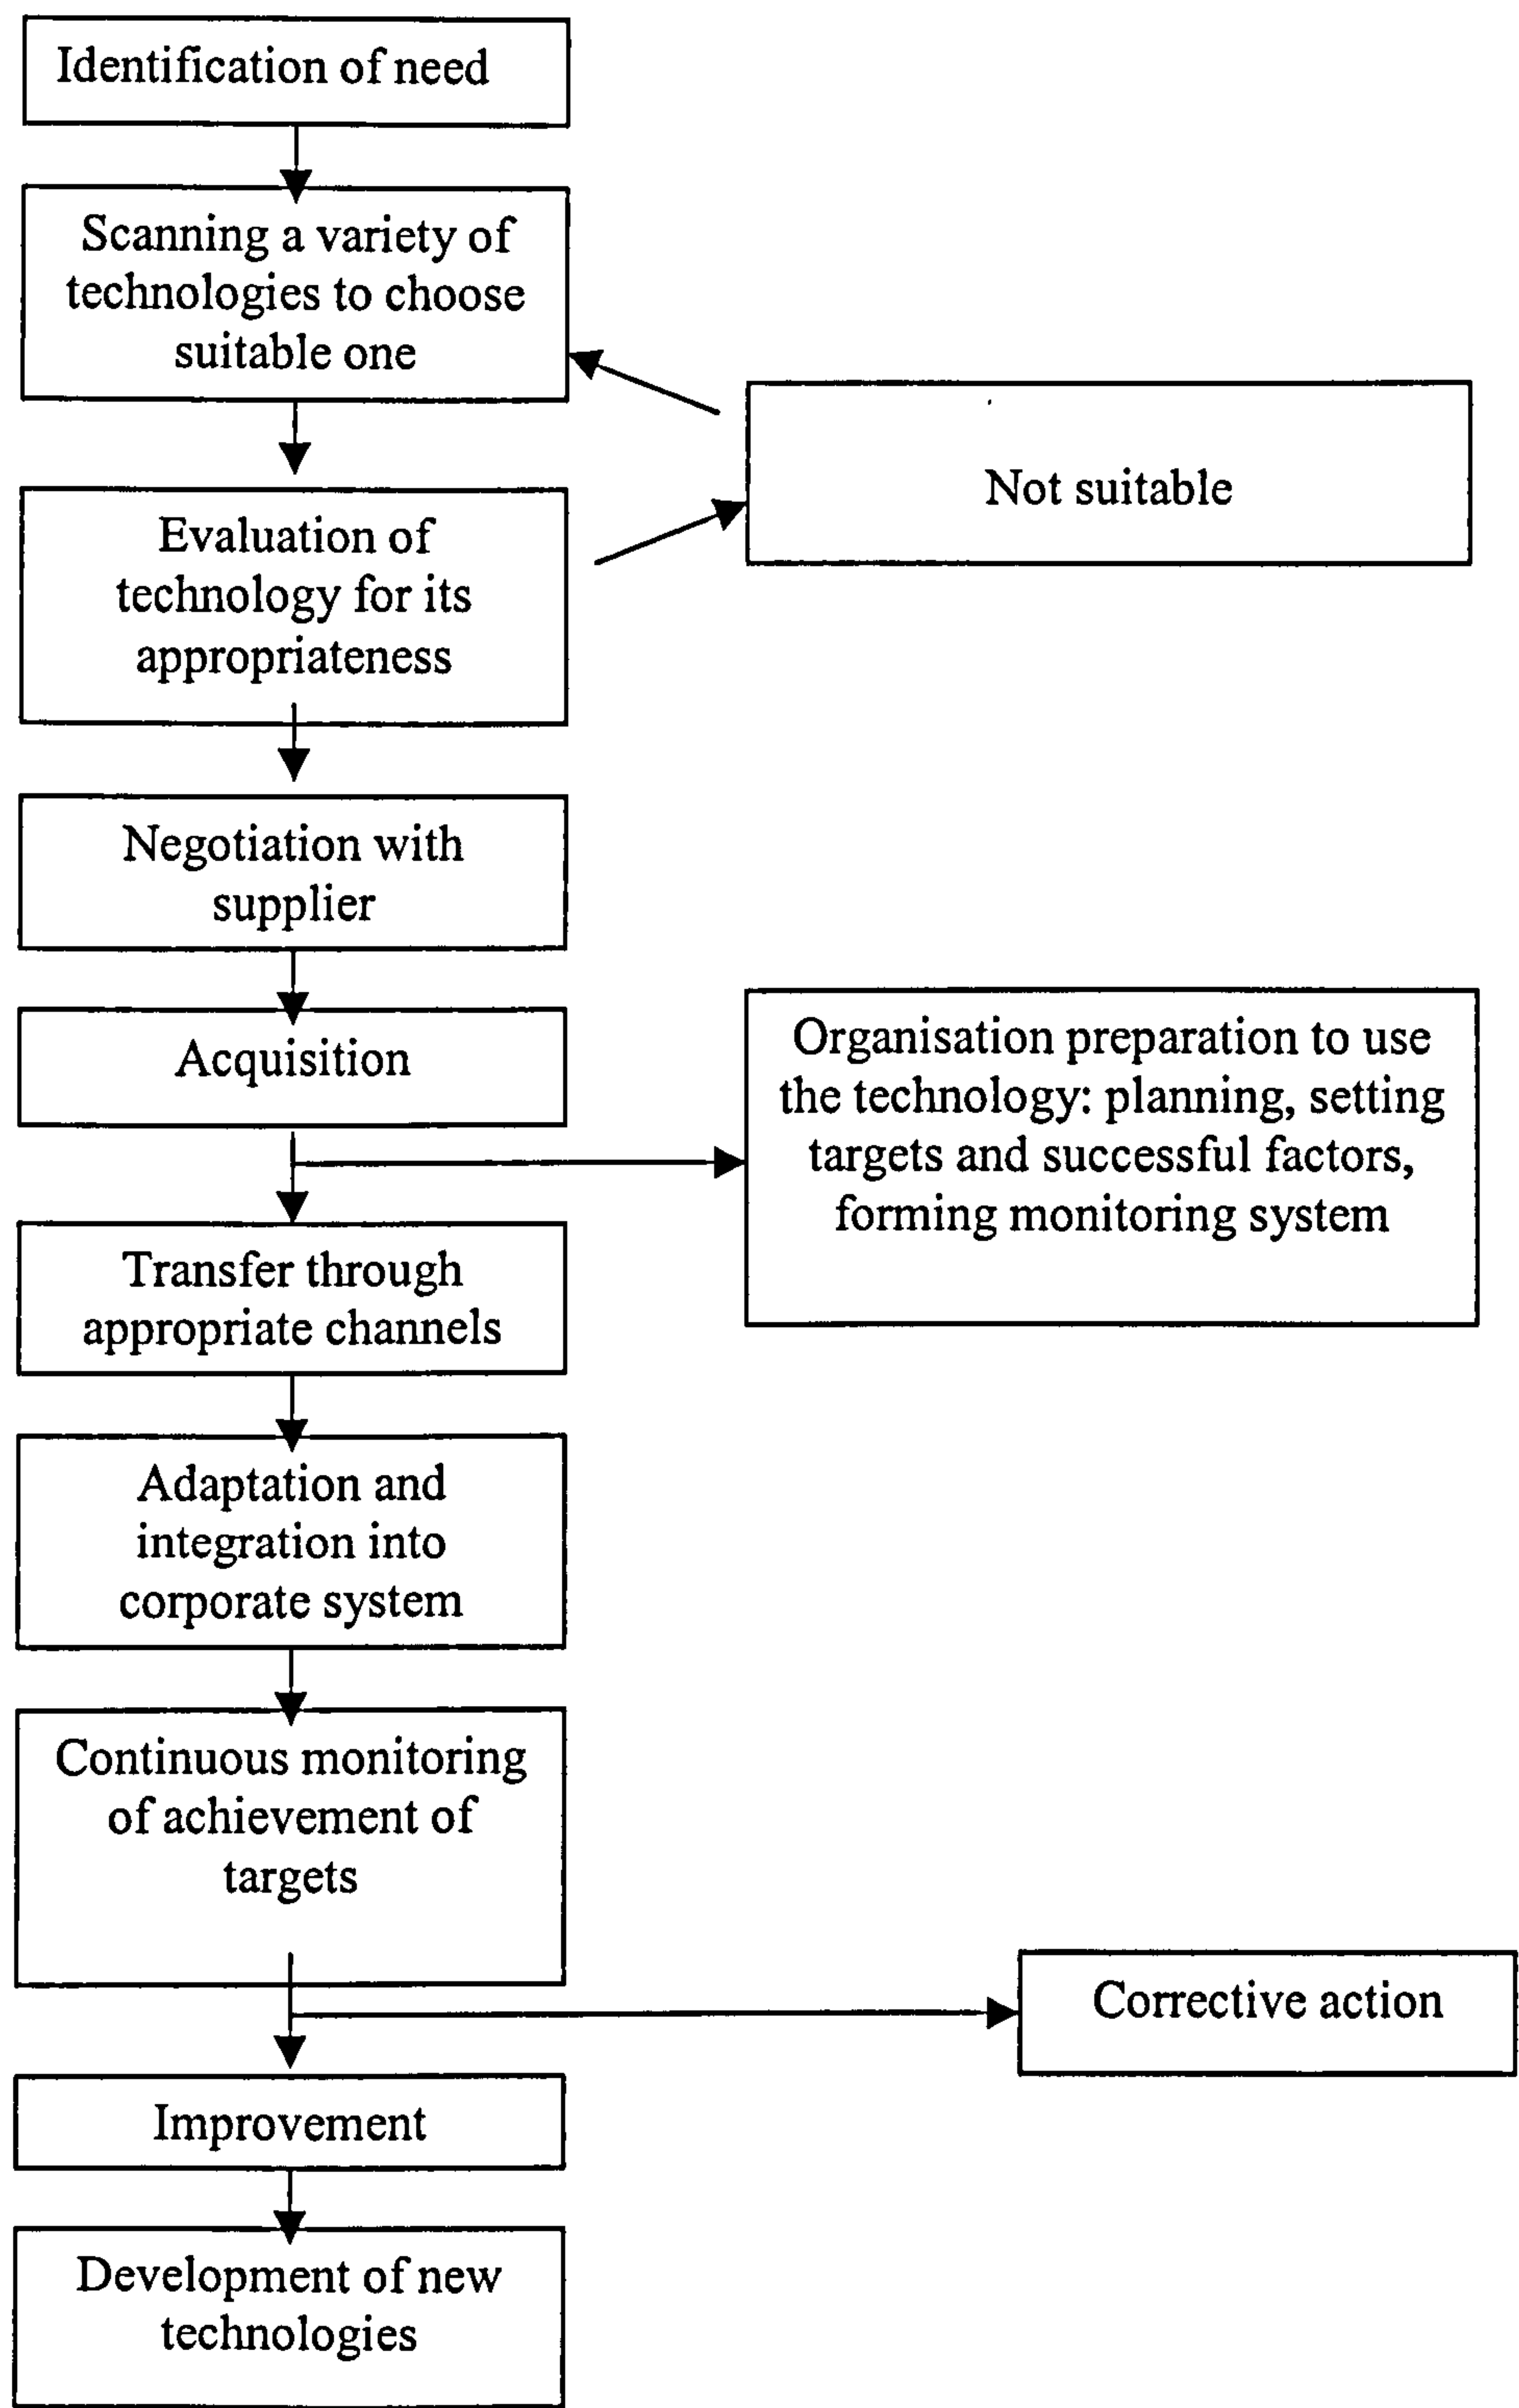 Identification of need
Scanning a variety of
technologies to choose
suitable one
Not suitable
Evaluation of
technology for its
appropriateness
Negotiation with
supplier
Acquisition
Organisation preparation to use
the technology: planning, setting
targets and successful factors,
forming monitoring system
Transfer through
appropriate channels
Adaptation and
integration into
corporate system
Continuous monitoring
of achievement of
targets
Corrective action
Improvement
Development of new
technologies